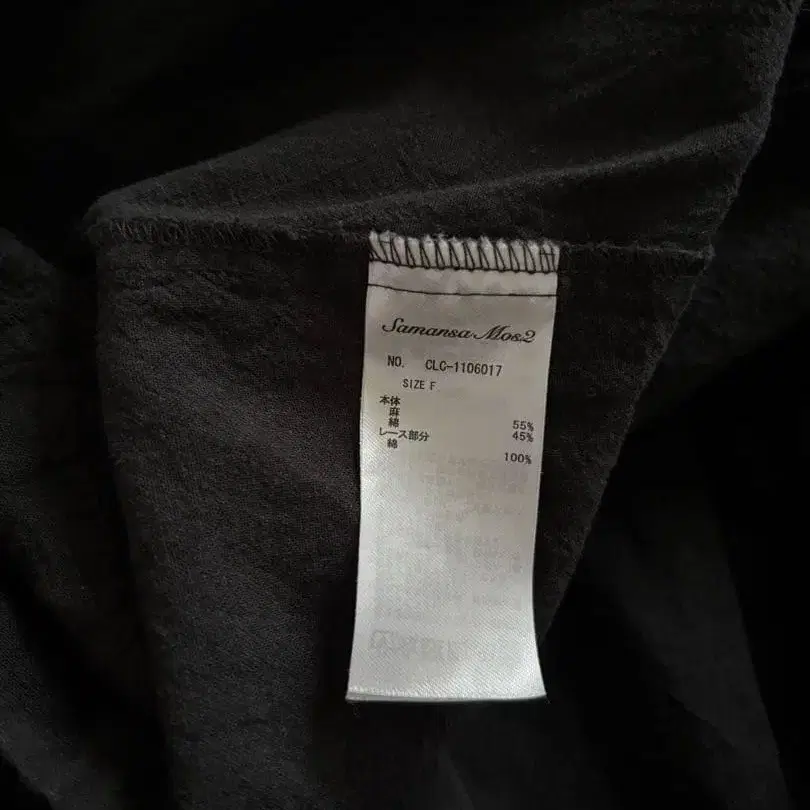 Samansa Mos2
NO. CLC-1106017
SIZE F
本体
麻 55%
綿 45%
レース部分
綿 100%